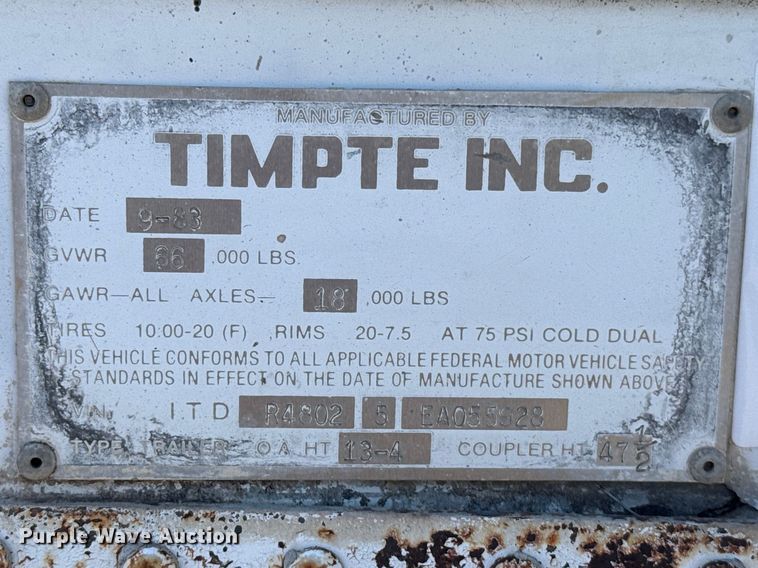 MANUFACTURED BY
TIMPTE INC.
DATE 9-83
GVWR 66 ,000 LBS.
GAWR—ALL AXLES— 18 ,000 LBS
TIRES 10:00-20 (F) ,RIMS 20-7.5 AT 75 PSI COLD DUAL
THIS VEHICLE CONFORMS TO ALL APPLICABLE FEDERAL MOTOR VEHICLE SAFETY
STANDARDS IN EFFECT ON THE DATE OF MANUFACTURE SHOWN ABOVE
VIN 1TD R4802 5
TYPE TRAILER O.A. HT 13-4 COUPLER HT. 47 1/2
Purple Wave Auction